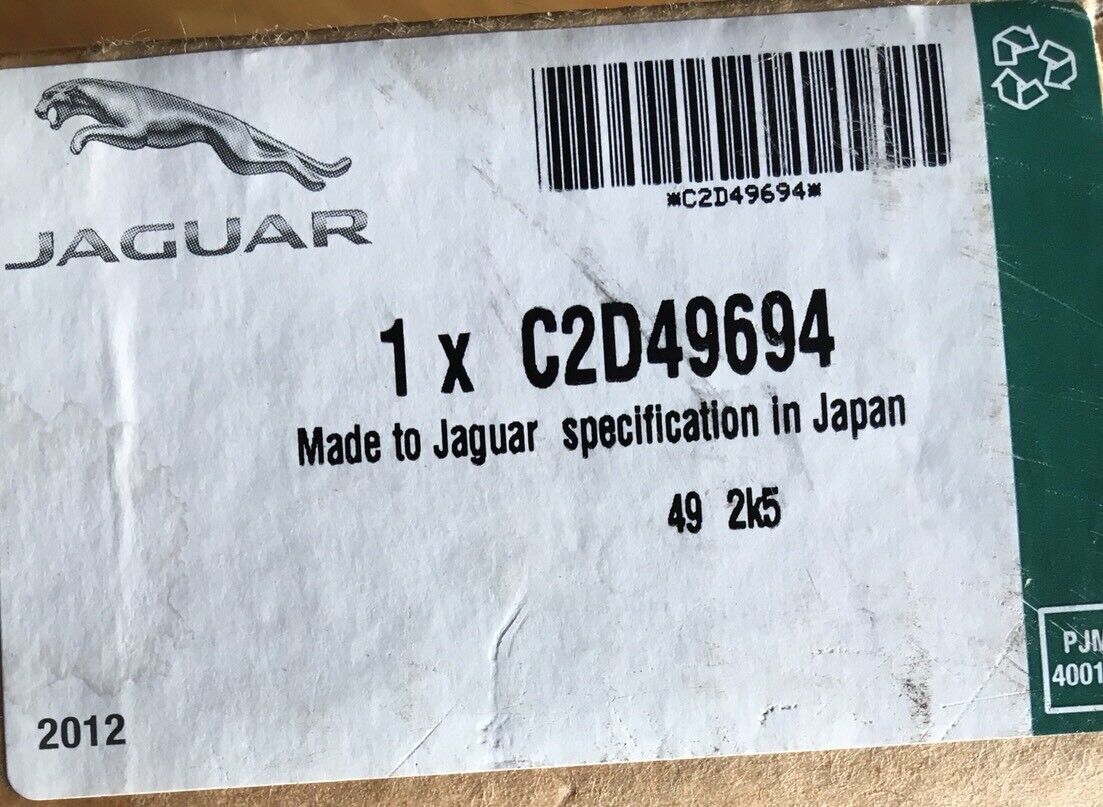 JAGUAR
*C2D49694*
1 x C2D49694
Made to Jaguar specification in Japan
49 2k5
2012
PJM
4001